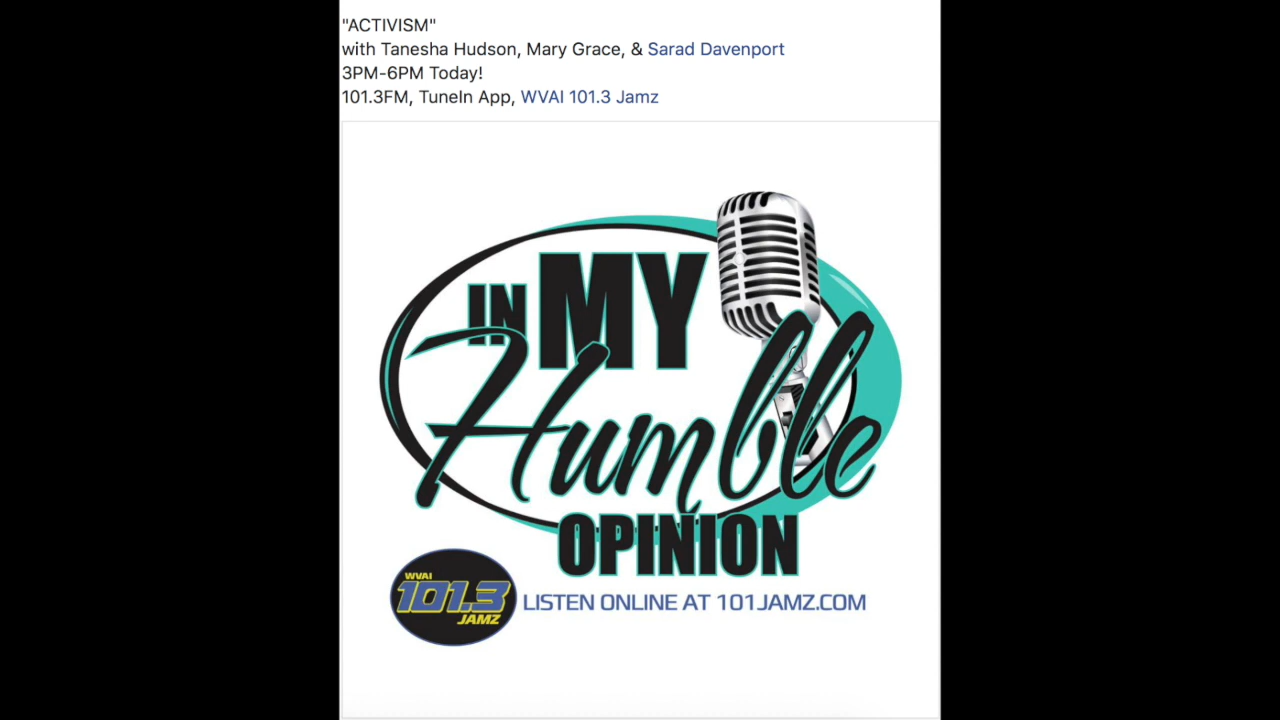 "ACTIVISM"
with Tanesha Hudson, Mary Grace, & Sarad Davenport
3PM-6PM Today!
101.3FM, TuneIn App, WVAI 101.3 Jamz
IN MY
Humble
OPINION
WVAI
101.3
JAMZ
LISTEN ONLINE AT 101JAMZ.COM